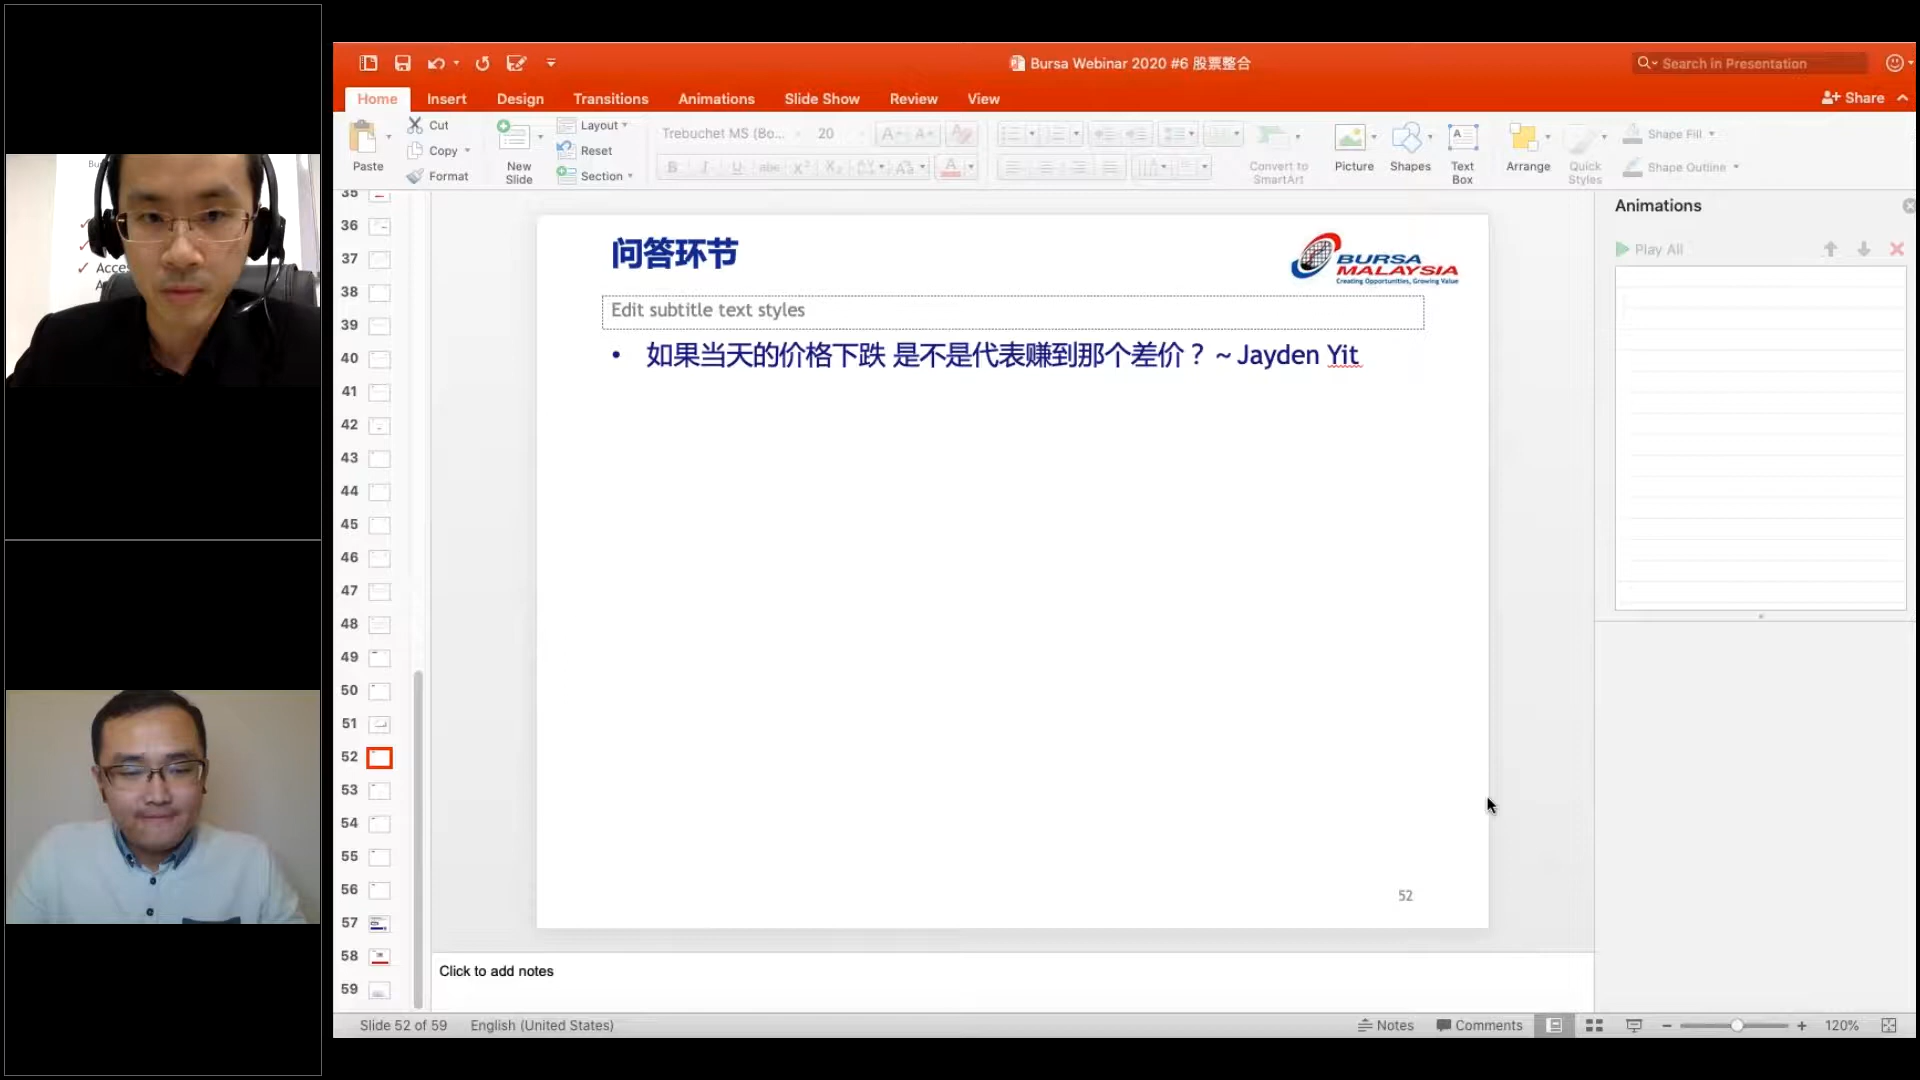 Bursa Webinar 2020 #6 股票整合
Search in Presentation
Home Insert Design Transitions Animations Slide Show Review View
Share
Paste
Cut
Copy
Format
New
Slide
Layout
Reset
Section
Trebuchet MS (Bo... 20
Convert to
SmartArt
Picture
Shapes
Text
Box
Arrange
Quick
Styles
Shape Fill
Shape Outline
35
36
37
38
39
40
41
42
43
44
45
46
47
48
49
50
51
52
53
54
55
56
57
58
59
问答环节
BURSA
MALAYSIA
Creating Opportunities, Growing Value
Edit subtitle text styles
• 如果当天的价格下跌 是不是代表赚到那个差价？~ Jayden Yit
52
Click to add notes
Animations
Play All
Slide 52 of 59 English (United States)
Notes Comments 120%